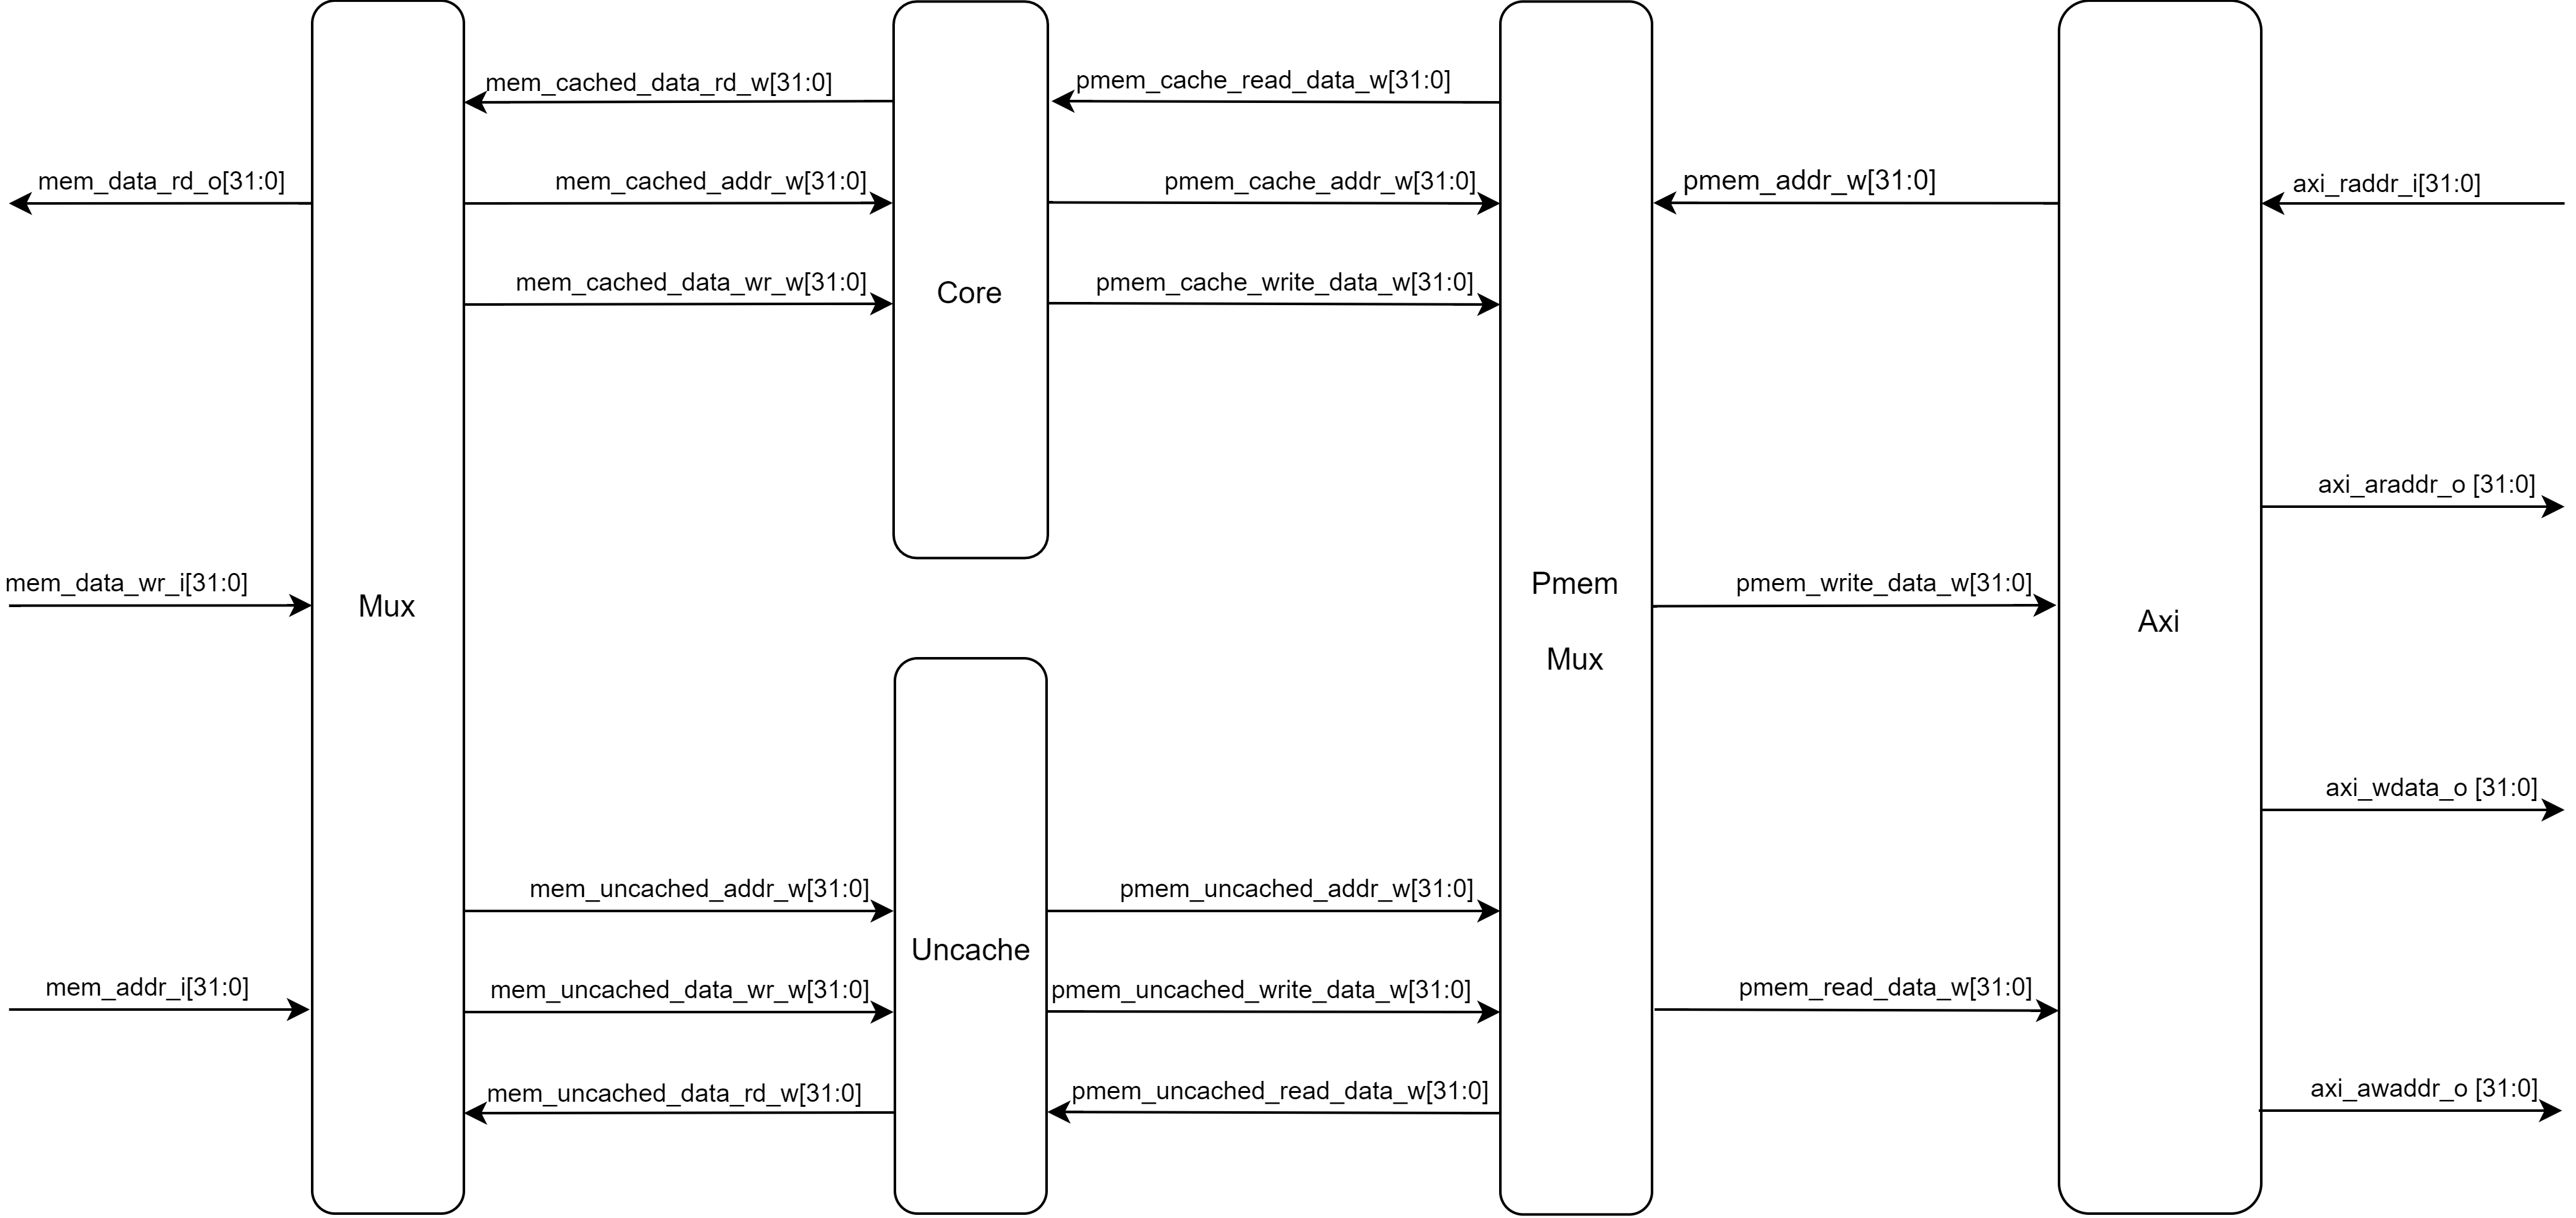 mem_cached_data_rd_w[31:0]
pmem_cache_read_data_w[31:0]
mem_data_rd_o[31:0]
mem_cached_addr_w[31:0]
pmem_cache_addr_w[31:0]
pmem_addr_w[31:0]
axi_raddr_i[31:0]
mem_cached_data_wr_w[31:0]
Core
pmem_cache_write_data_w[31:0]
axi_araddr_o [31:0]
mem_data_wr_i[31:0]
Mux
Pmem
Mux
pmem_write_data_w[31:0]
Axi
axi_wdata_o [31:0]
mem_uncached_addr_w[31:0]
pmem_uncached_addr_w[31:0]
Uncache
mem_addr_i[31:0]
mem_uncached_data_wr_w[31:0]
pmem_uncached_write_data_w[31:0]
pmem_read_data_w[31:0]
mem_uncached_data_rd_w[31:0]
pmem_uncached_read_data_w[31:0]
axi_awaddr_o [31:0]